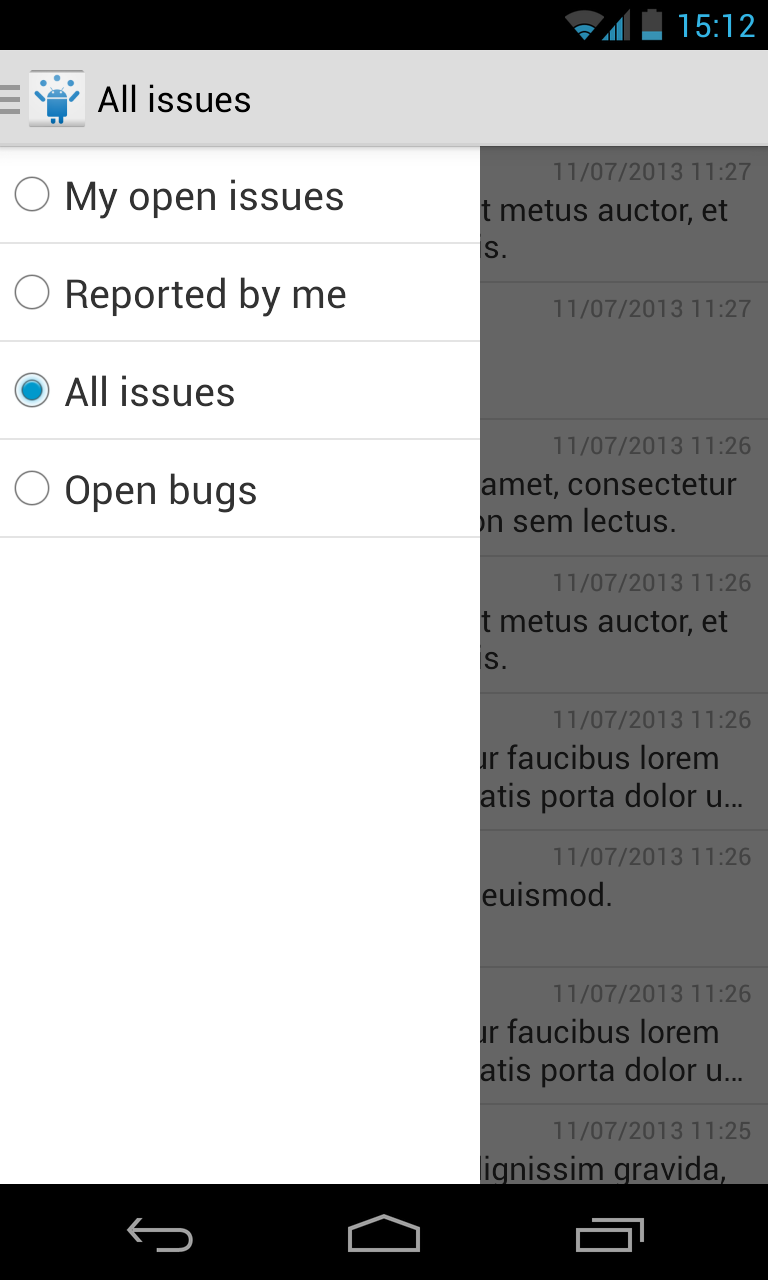 15:12
All issues
My open issues
Reported by me
All issues
Open bugs
11/07/2013 11:27
t metus auctor, et
is.
11/07/2013 11:27
11/07/2013 11:26
amet, consectetur
on sem lectus.
11/07/2013 11:26
t metus auctor, et
is.
11/07/2013 11:26
ur faucibus lorem
atis porta dolor u…
11/07/2013 11:26
euismod.
11/07/2013 11:26
ur faucibus lorem
atis porta dolor u…
11/07/2013 11:25
lignissim gravida,